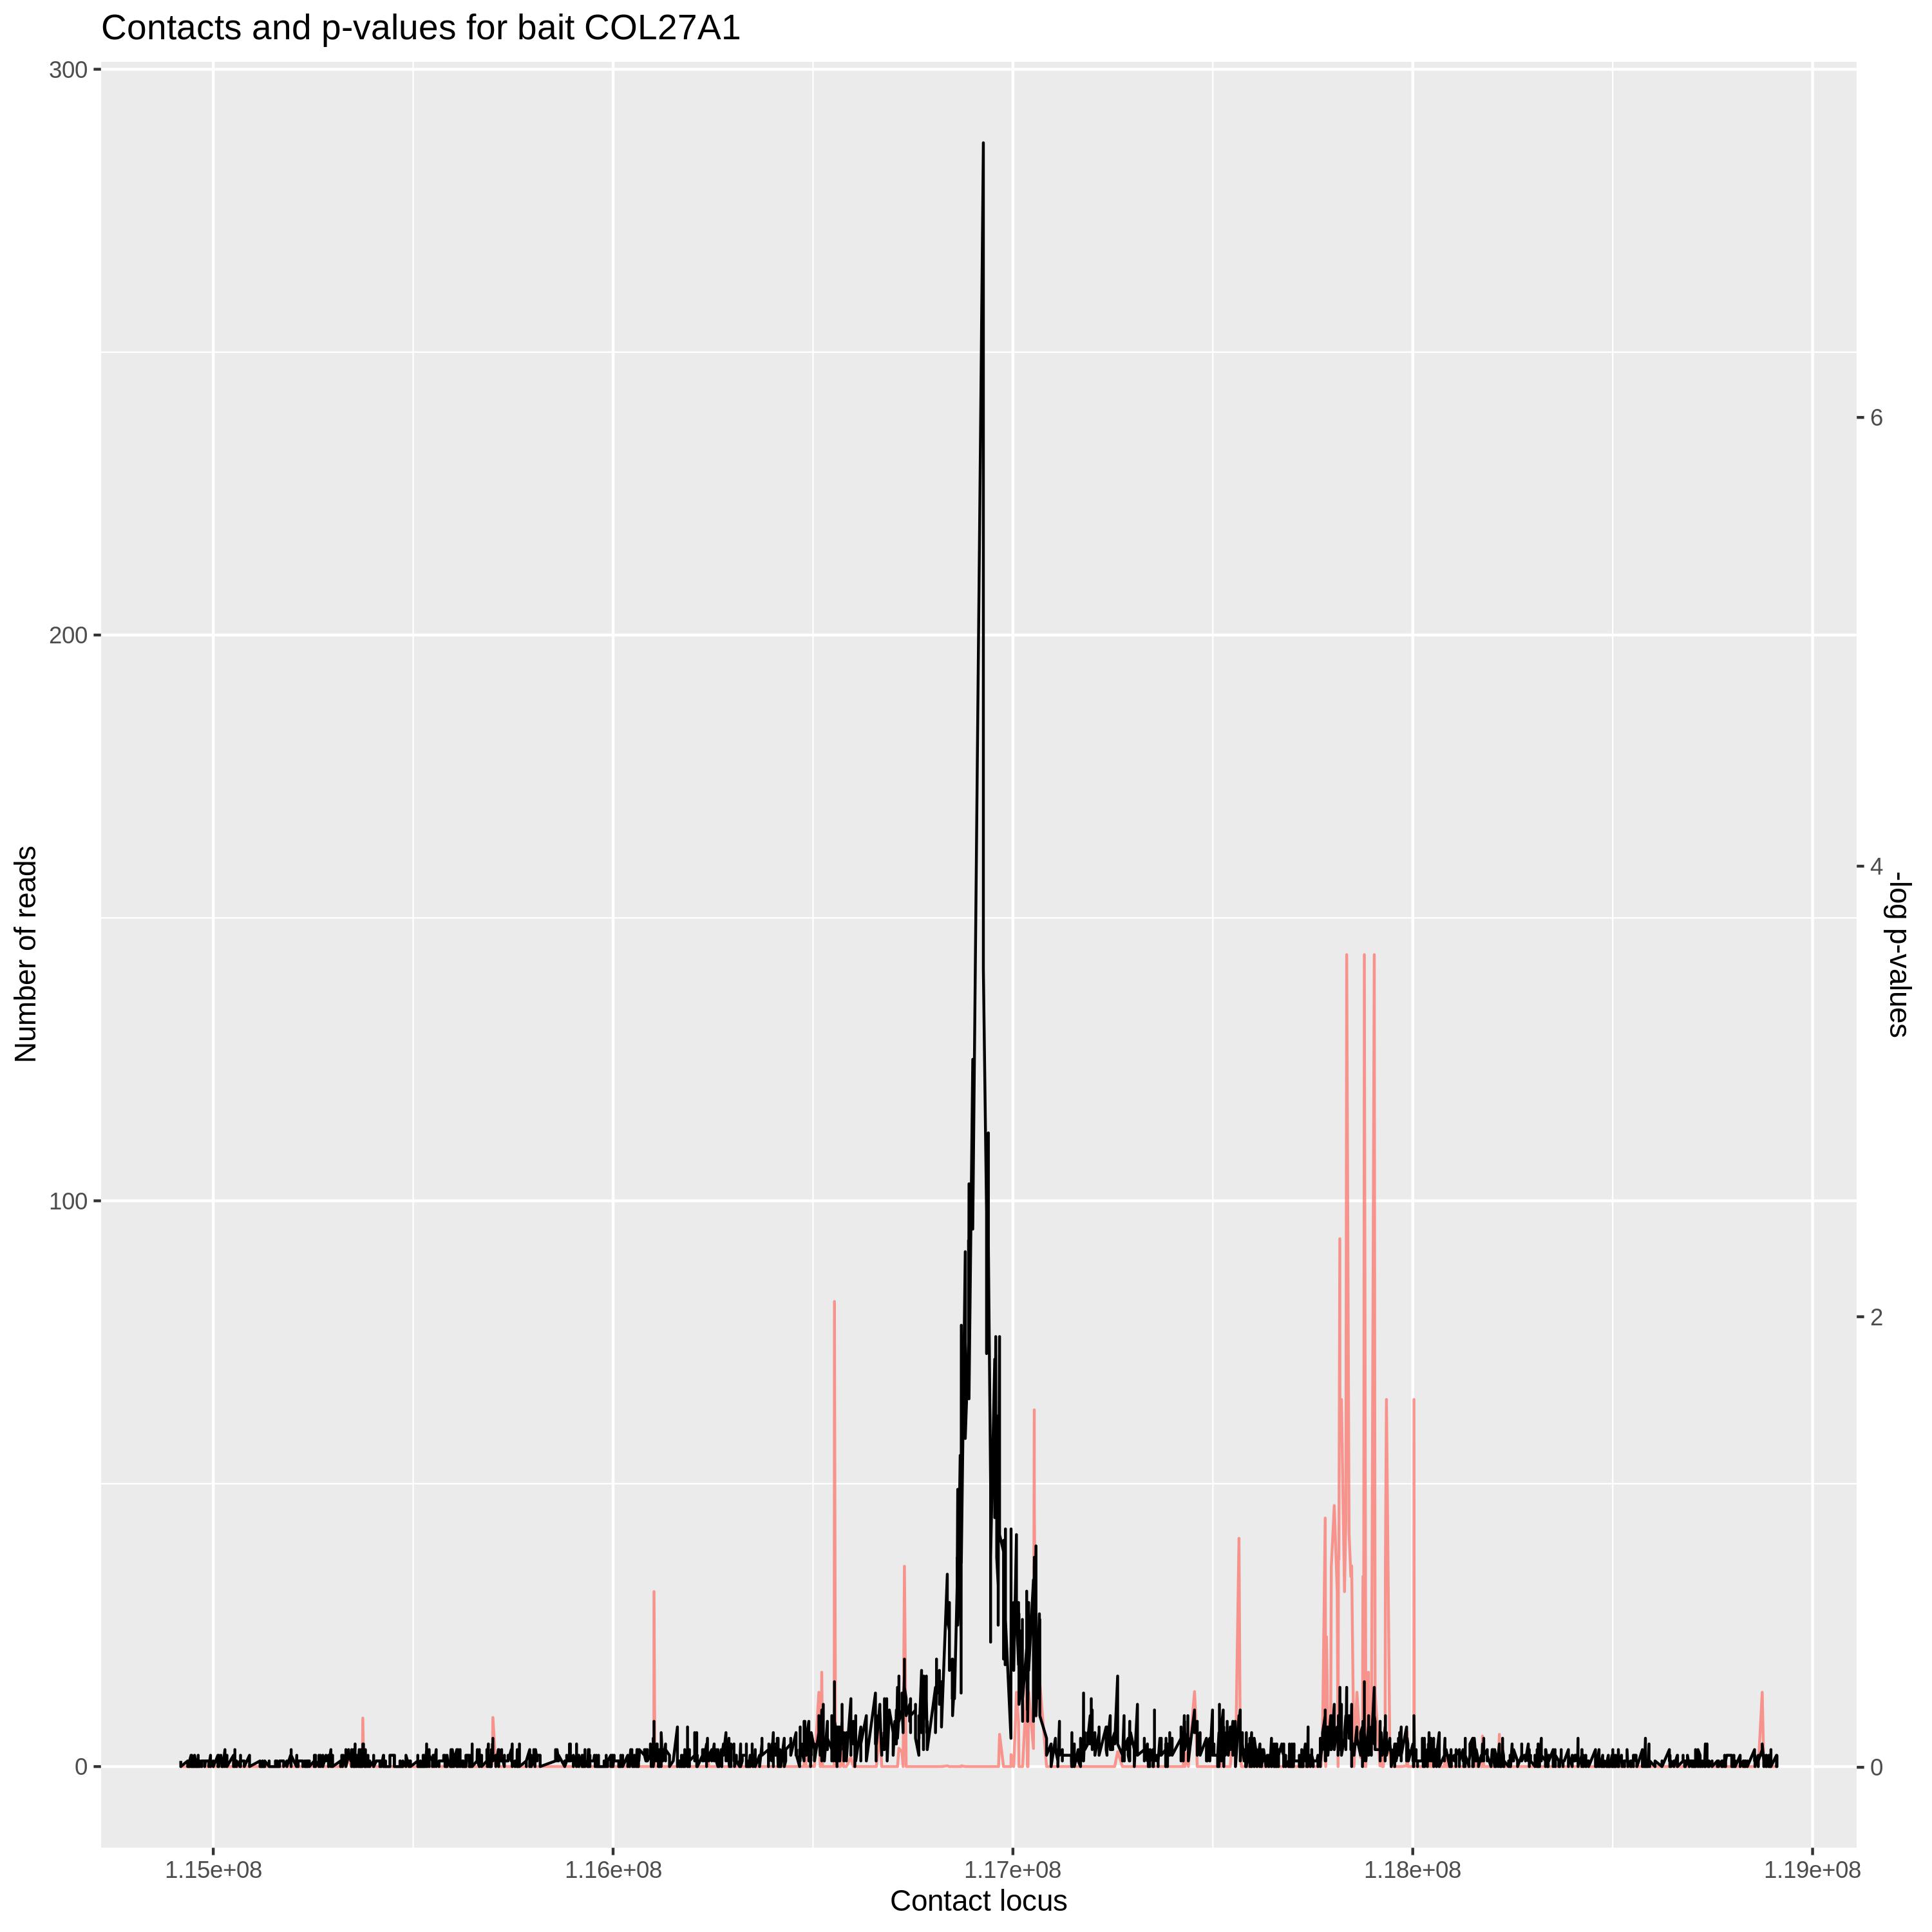 Contacts and p-values for bait COL27A1
300
200
100
0
Number of reads
6
4
2
0
-log p-values
1.15e+08 1.16e+08 1.17e+08 1.18e+08 1.19e+08
Contact locus